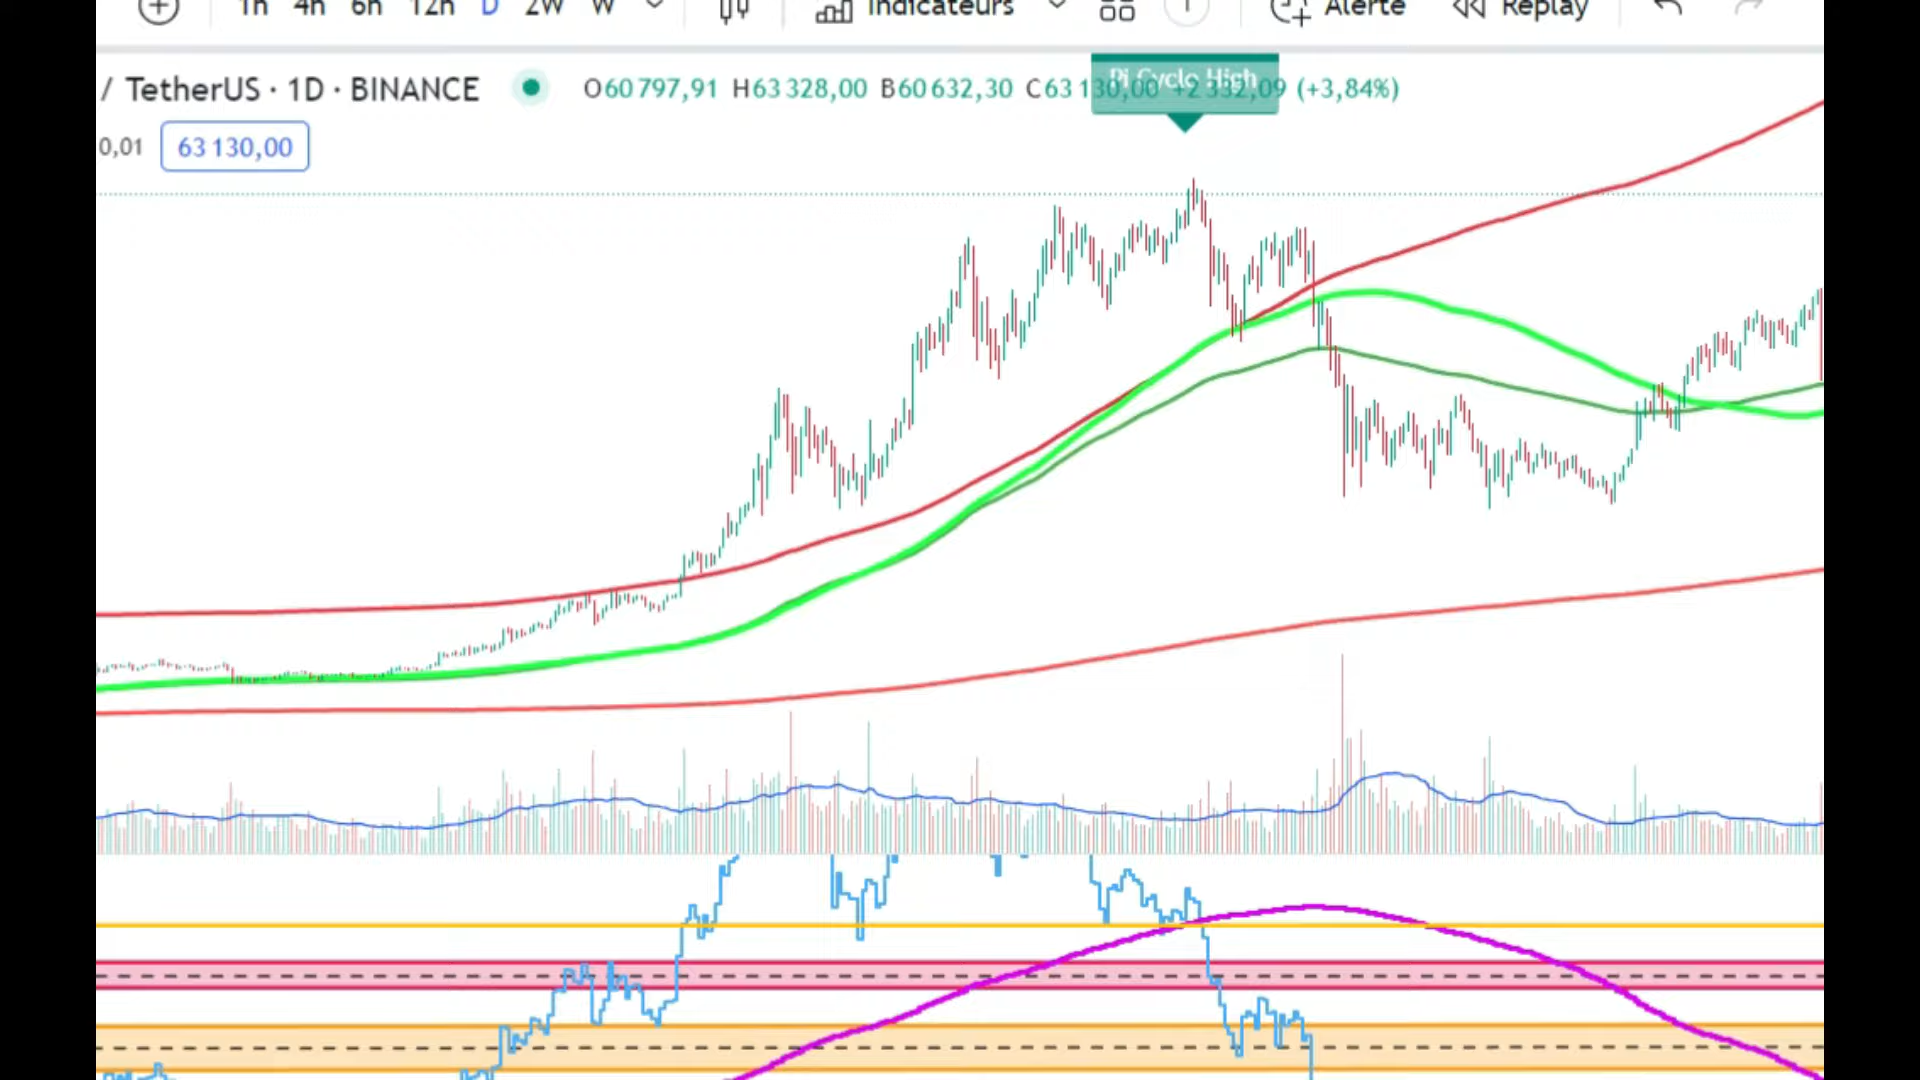 1h 4h 6h 12h D 2W W Indicateurs Alerte Replay
/ TetherUS · 1D · BINANCE O60 797,91 H63 328,00 B60 632,30 C63 130,00 +2 332,09 (+3,84%)
Pi Cycle High
0,01 63 130,00